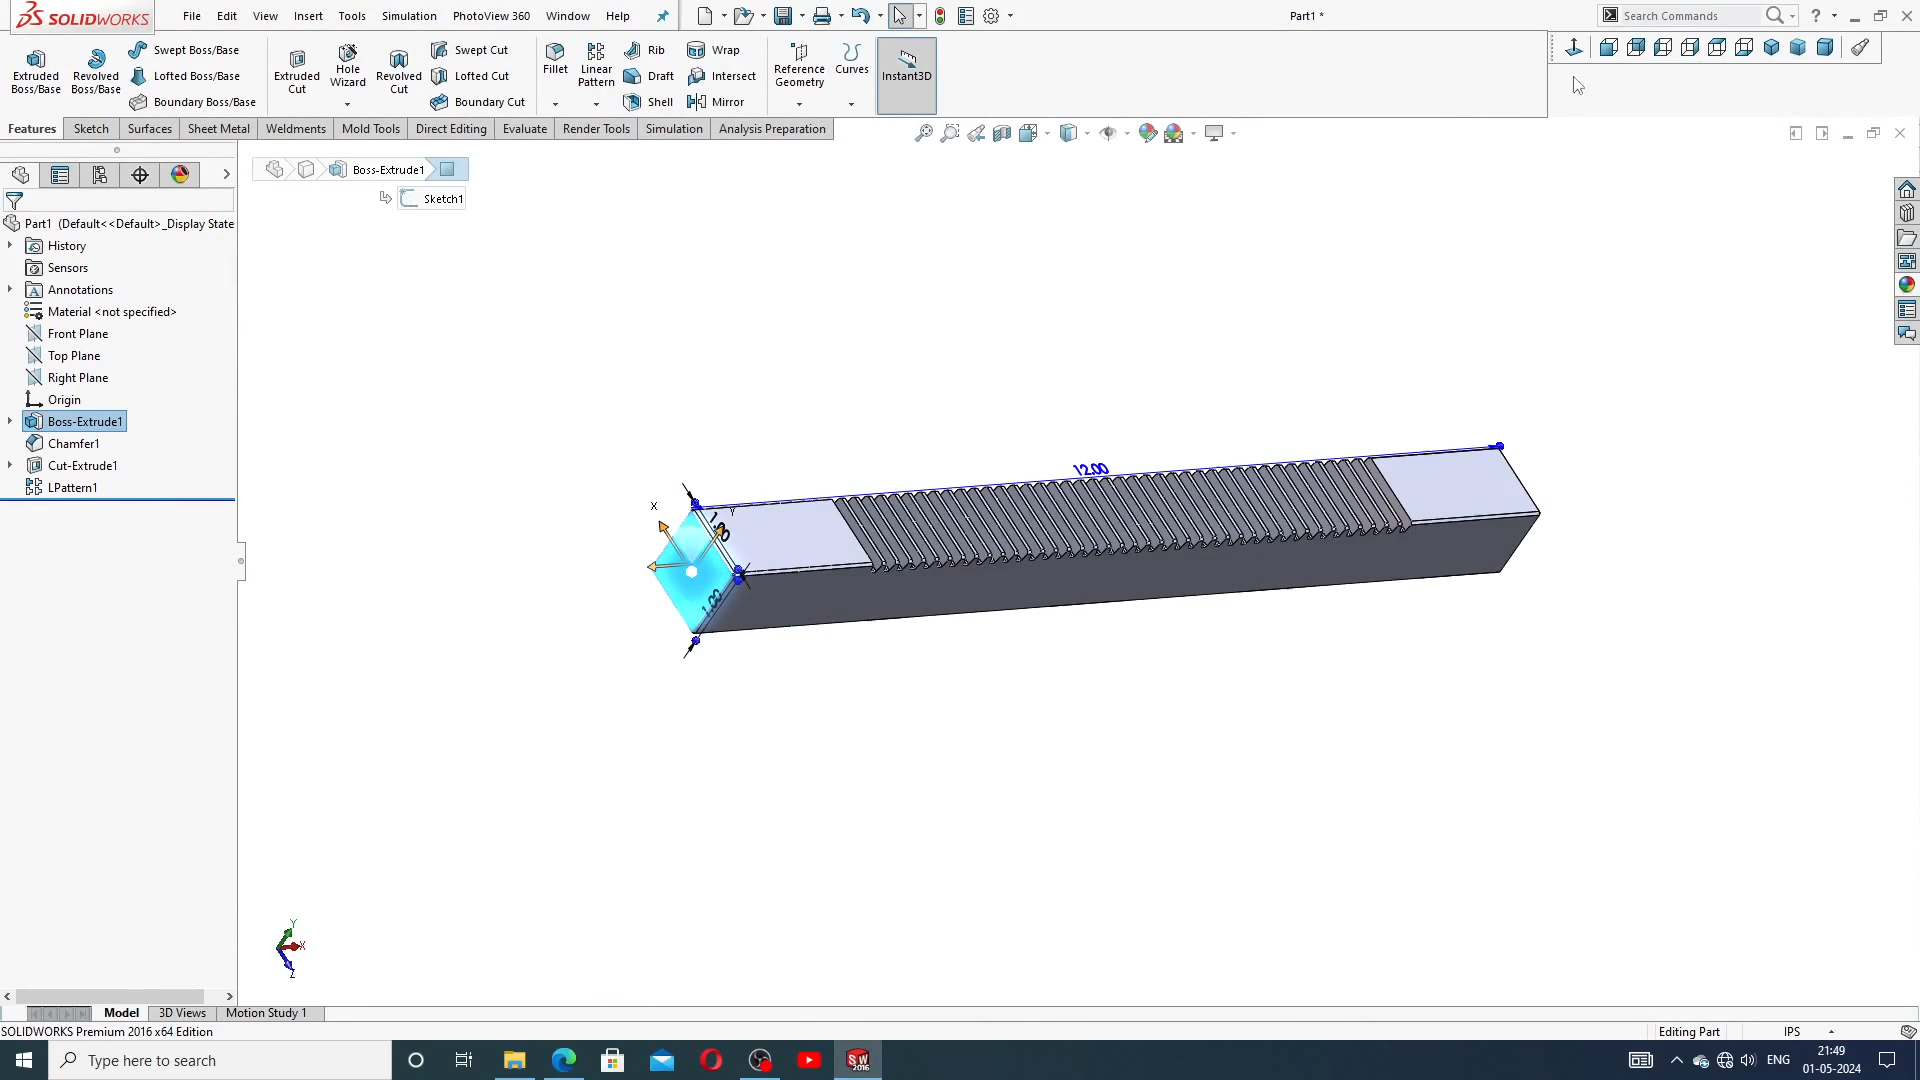 SOLIDWORKS File Edit View Insert Tools Simulation PhotoView 360 Window Help Part1 * Search Commands ?
Extruded Boss/Base
Revolved Boss/Base
Swept Boss/Base
Lofted Boss/Base
Boundary Boss/Base
Extruded Cut
Hole Wizard
Revolved Cut
Swept Cut
Lofted Cut
Boundary Cut
Fillet
Linear Pattern
Rib
Draft
Shell
Wrap
Intersect
Mirror
Reference Geometry
Curves
Instant3D
Features Sketch Surfaces Sheet Metal Weldments Mold Tools Direct Editing Evaluate Render Tools Simulation Analysis Preparation
Boss-Extrude1
Sketch1
Part1 (Default<<Default>_Display State
History
Sensors
Annotations
Material <not specified>
Front Plane
Top Plane
Right Plane
Origin
Boss-Extrude1
Chamfer1
Cut-Extrude1
LPattern1
12.00
X
Y
1.00
1.00
Y
X
Z
Model 3D Views Motion Study 1
SOLIDWORKS Premium 2016 x64 Edition Editing Part IPS
Type here to search
SW 2016
ENG
21:49
01-05-2024